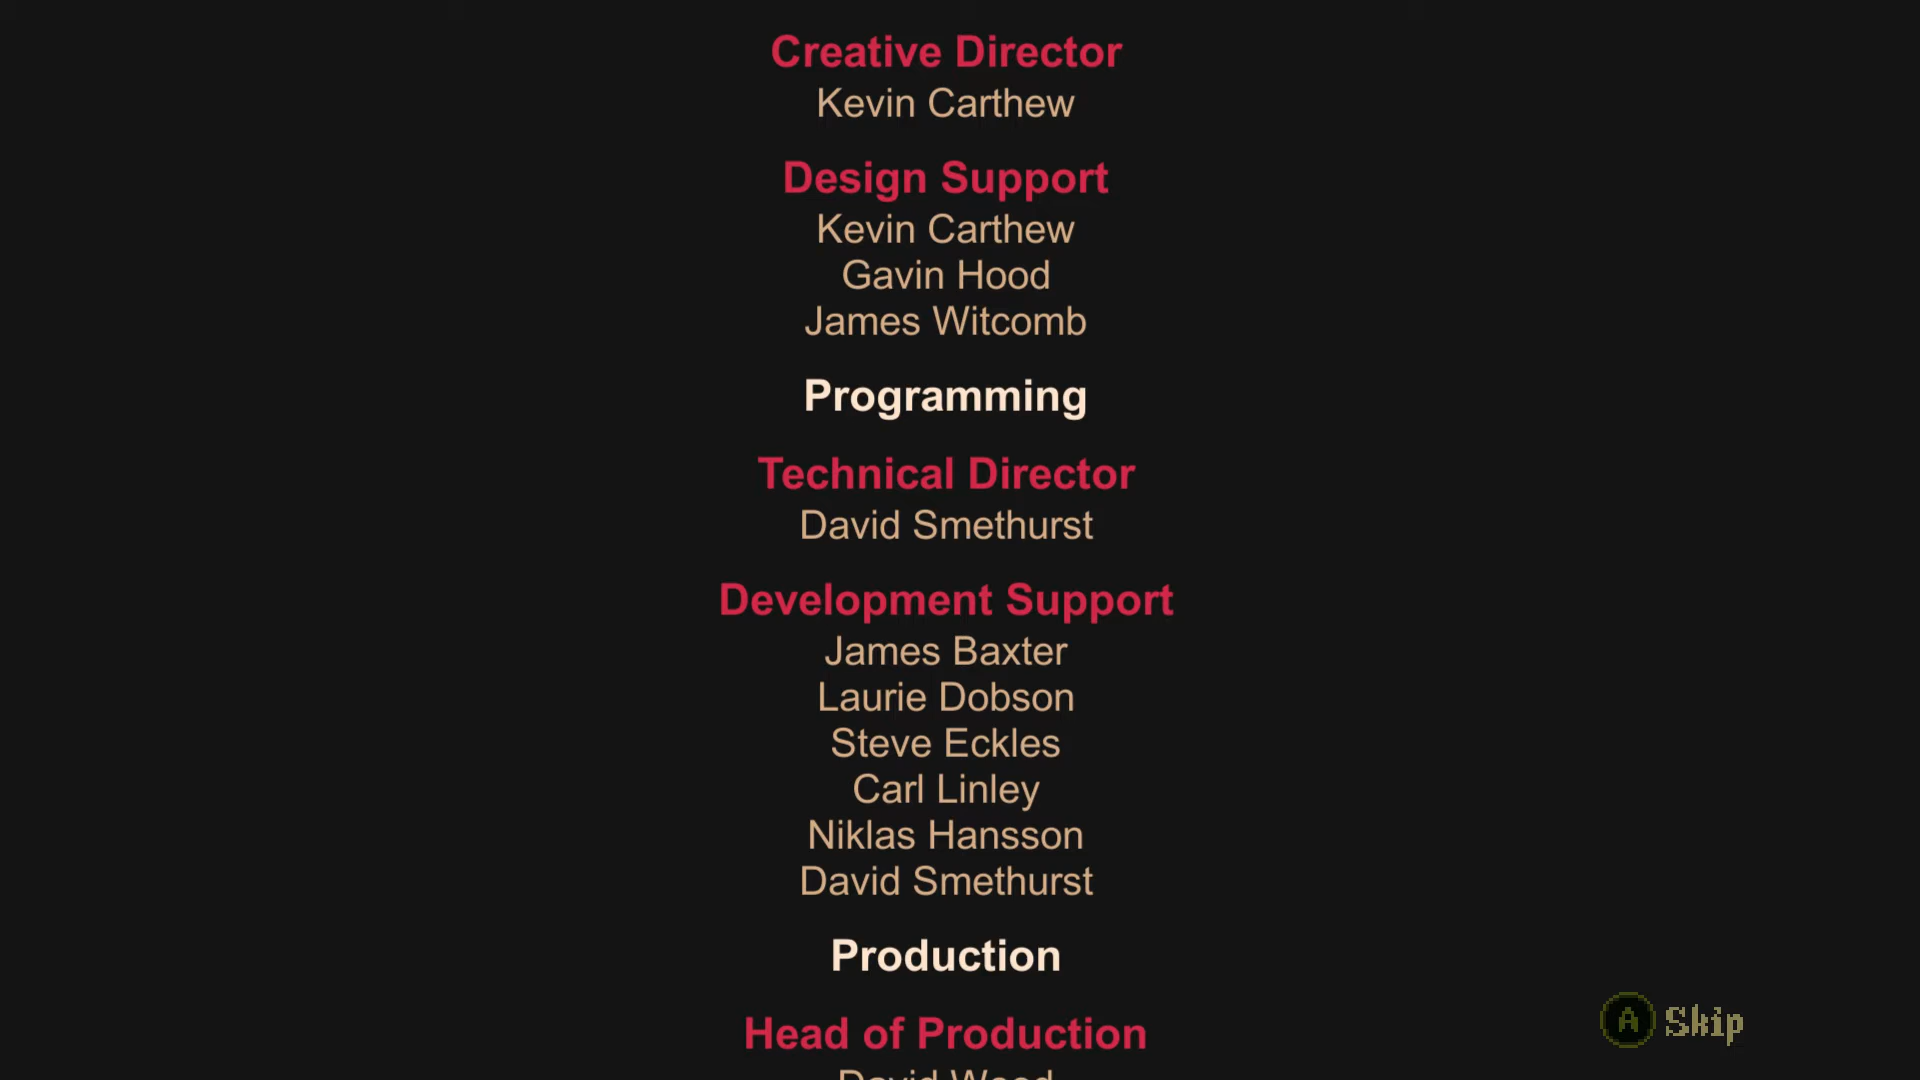 Creative Director
Kevin Carthew
Design Support
Kevin Carthew
Gavin Hood
James Witcomb
Programming
Technical Director
David Smethurst
Development Support
James Baxter
Laurie Dobson
Steve Eckles
Carl Linley
Niklas Hansson
David Smethurst
Production
Head of Production
David
A Skip